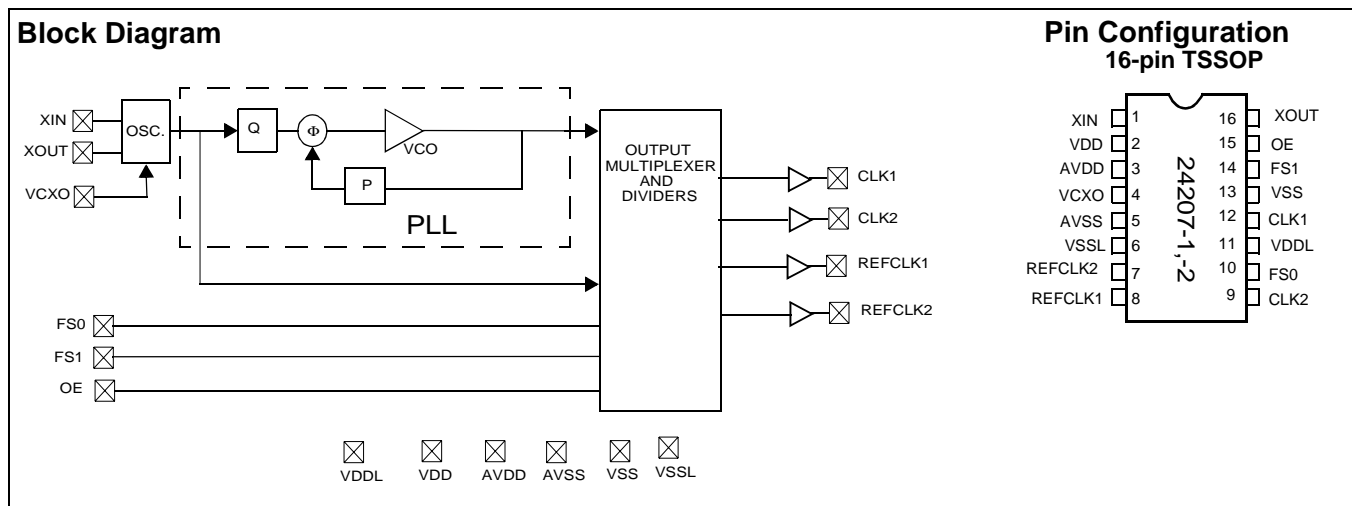 Block Diagram
XIN
XOUT
VCXO
OSC.
Q
Φ
VCO
P
PLL
OUTPUT
MULTIPLEXER
AND
DIVIDERS
CLK1
CLK2
REFCLK1
REFCLK2
FS0
FS1
OE
VDDL
VDD
AVDD
AVSS
VSS
VSSL
Pin Configuration
16-pin TSSOP
XIN 1 16 XOUT
VDD 2 15 OE
AVDD 3 14 FS1
VCXO 4 13 VSS
AVSS 5 12 CLK1
VSSL 6 11 VDDL
REFCLK2 7 10 FS0
REFCLK1 8 9 CLK2
24207-1,-2